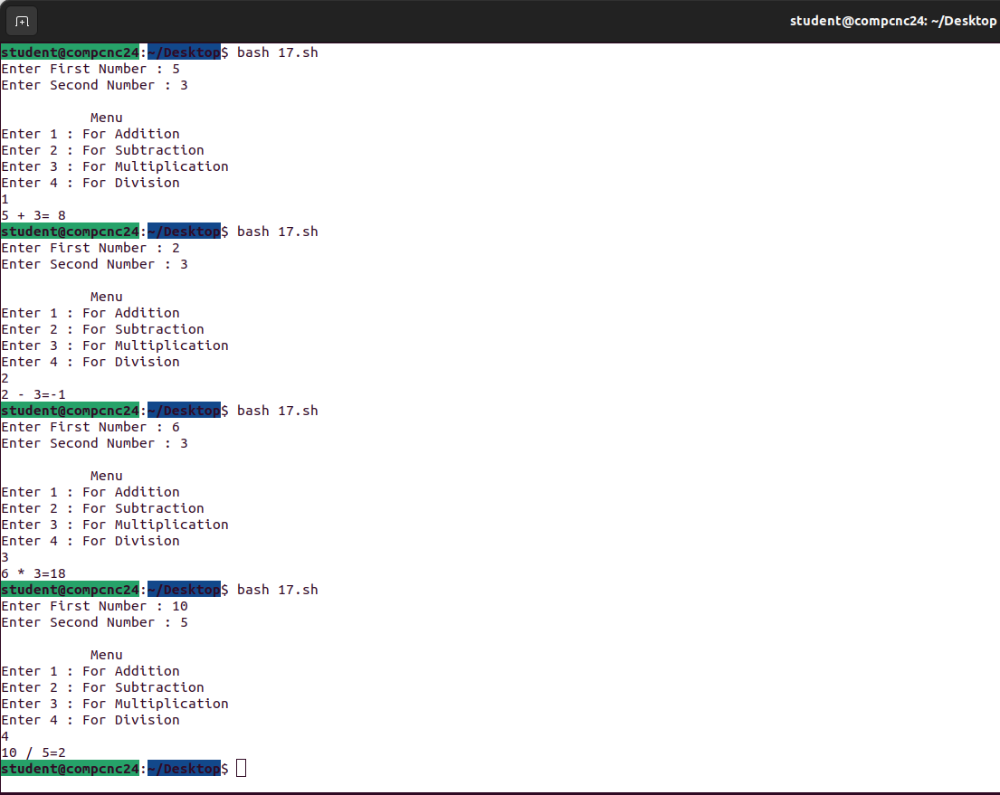 student@compcnc24: ~/Desktop
student@compcnc24:~/Desktop$ bash 17.sh
Enter First Number : 5
Enter Second Number : 3
Menu
Enter 1 : For Addition
Enter 2 : For Subtraction
Enter 3 : For Multiplication
Enter 4 : For Division
1
5 + 3= 8
student@compcnc24:~/Desktop$ bash 17.sh
Enter First Number : 2
Enter Second Number : 3
Menu
Enter 1 : For Addition
Enter 2 : For Subtraction
Enter 3 : For Multiplication
Enter 4 : For Division
2
2 - 3=-1
student@compcnc24:~/Desktop$ bash 17.sh
Enter First Number : 6
Enter Second Number : 3
Menu
Enter 1 : For Addition
Enter 2 : For Subtraction
Enter 3 : For Multiplication
Enter 4 : For Division
3
6 * 3=18
student@compcnc24:~/Desktop$ bash 17.sh
Enter First Number : 10
Enter Second Number : 5
Menu
Enter 1 : For Addition
Enter 2 : For Subtraction
Enter 3 : For Multiplication
Enter 4 : For Division
4
10 / 5=2
student@compcnc24:~/Desktop$